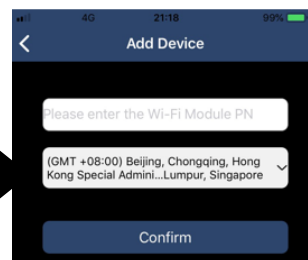 4G 21:18 99%
Add Device
Please enter the Wi-Fi Module PN
(GMT +08:00) Beijing, Chongqing, Hong
Kong Special Admini...Lumpur, Singapore
Confirm